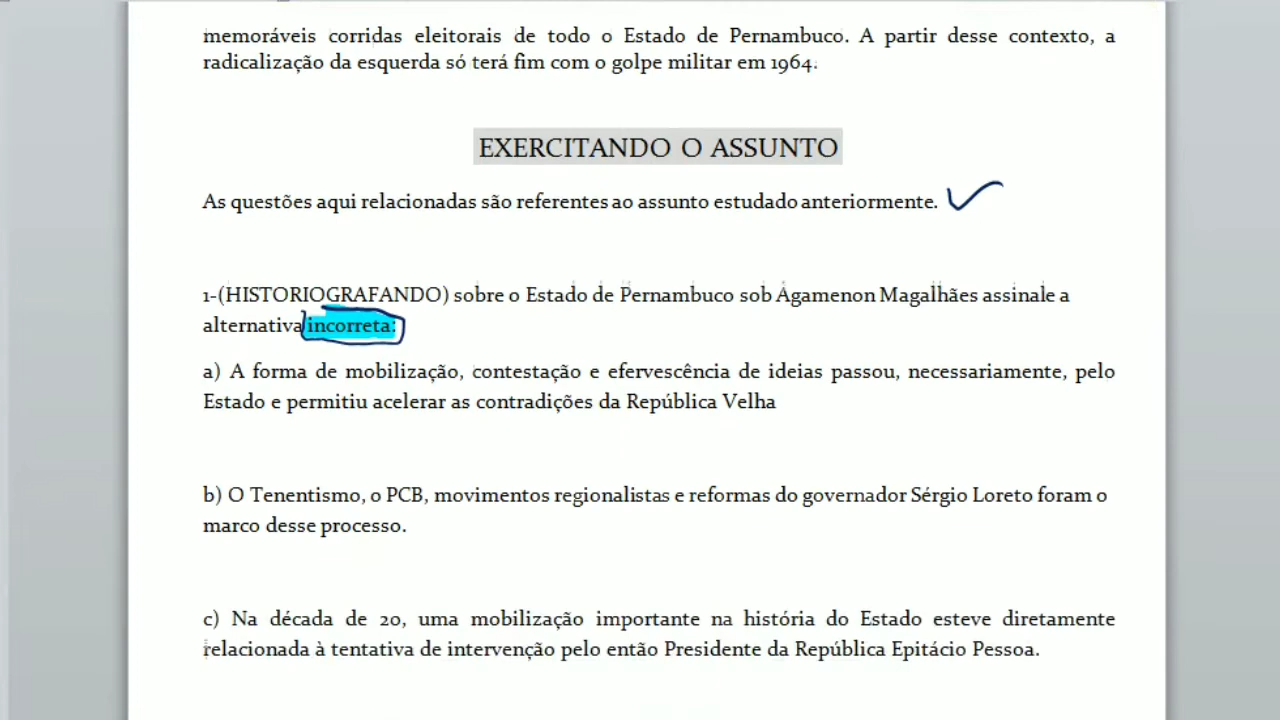 memoráveis corridas eleitorais de todo o Estado de Pernambuco. A partir desse contexto, a
radicalização da esquerda só terá fim com o golpe militar em 1964.
EXERCITANDO O ASSUNTO
As questões aqui relacionadas são referentes ao assunto estudado anteriormente.
1-(HISTORIOGRAFANDO) sobre o Estado de Pernambuco sob Agamenon Magalhães assinale a
alternativa incorreta:
a) A forma de mobilização, contestação e efervescência de ideias passou, necessariamente, pelo
Estado e permitiu acelerar as contradições da República Velha
b) O Tenentismo, o PCB, movimentos regionalistas e reformas do governador Sérgio Loreto foram o
marco desse processo.
c) Na década de 20, uma mobilização importante na história do Estado esteve diretamente
relacionada à tentativa de intervenção pelo então Presidente da República Epitácio Pessoa.